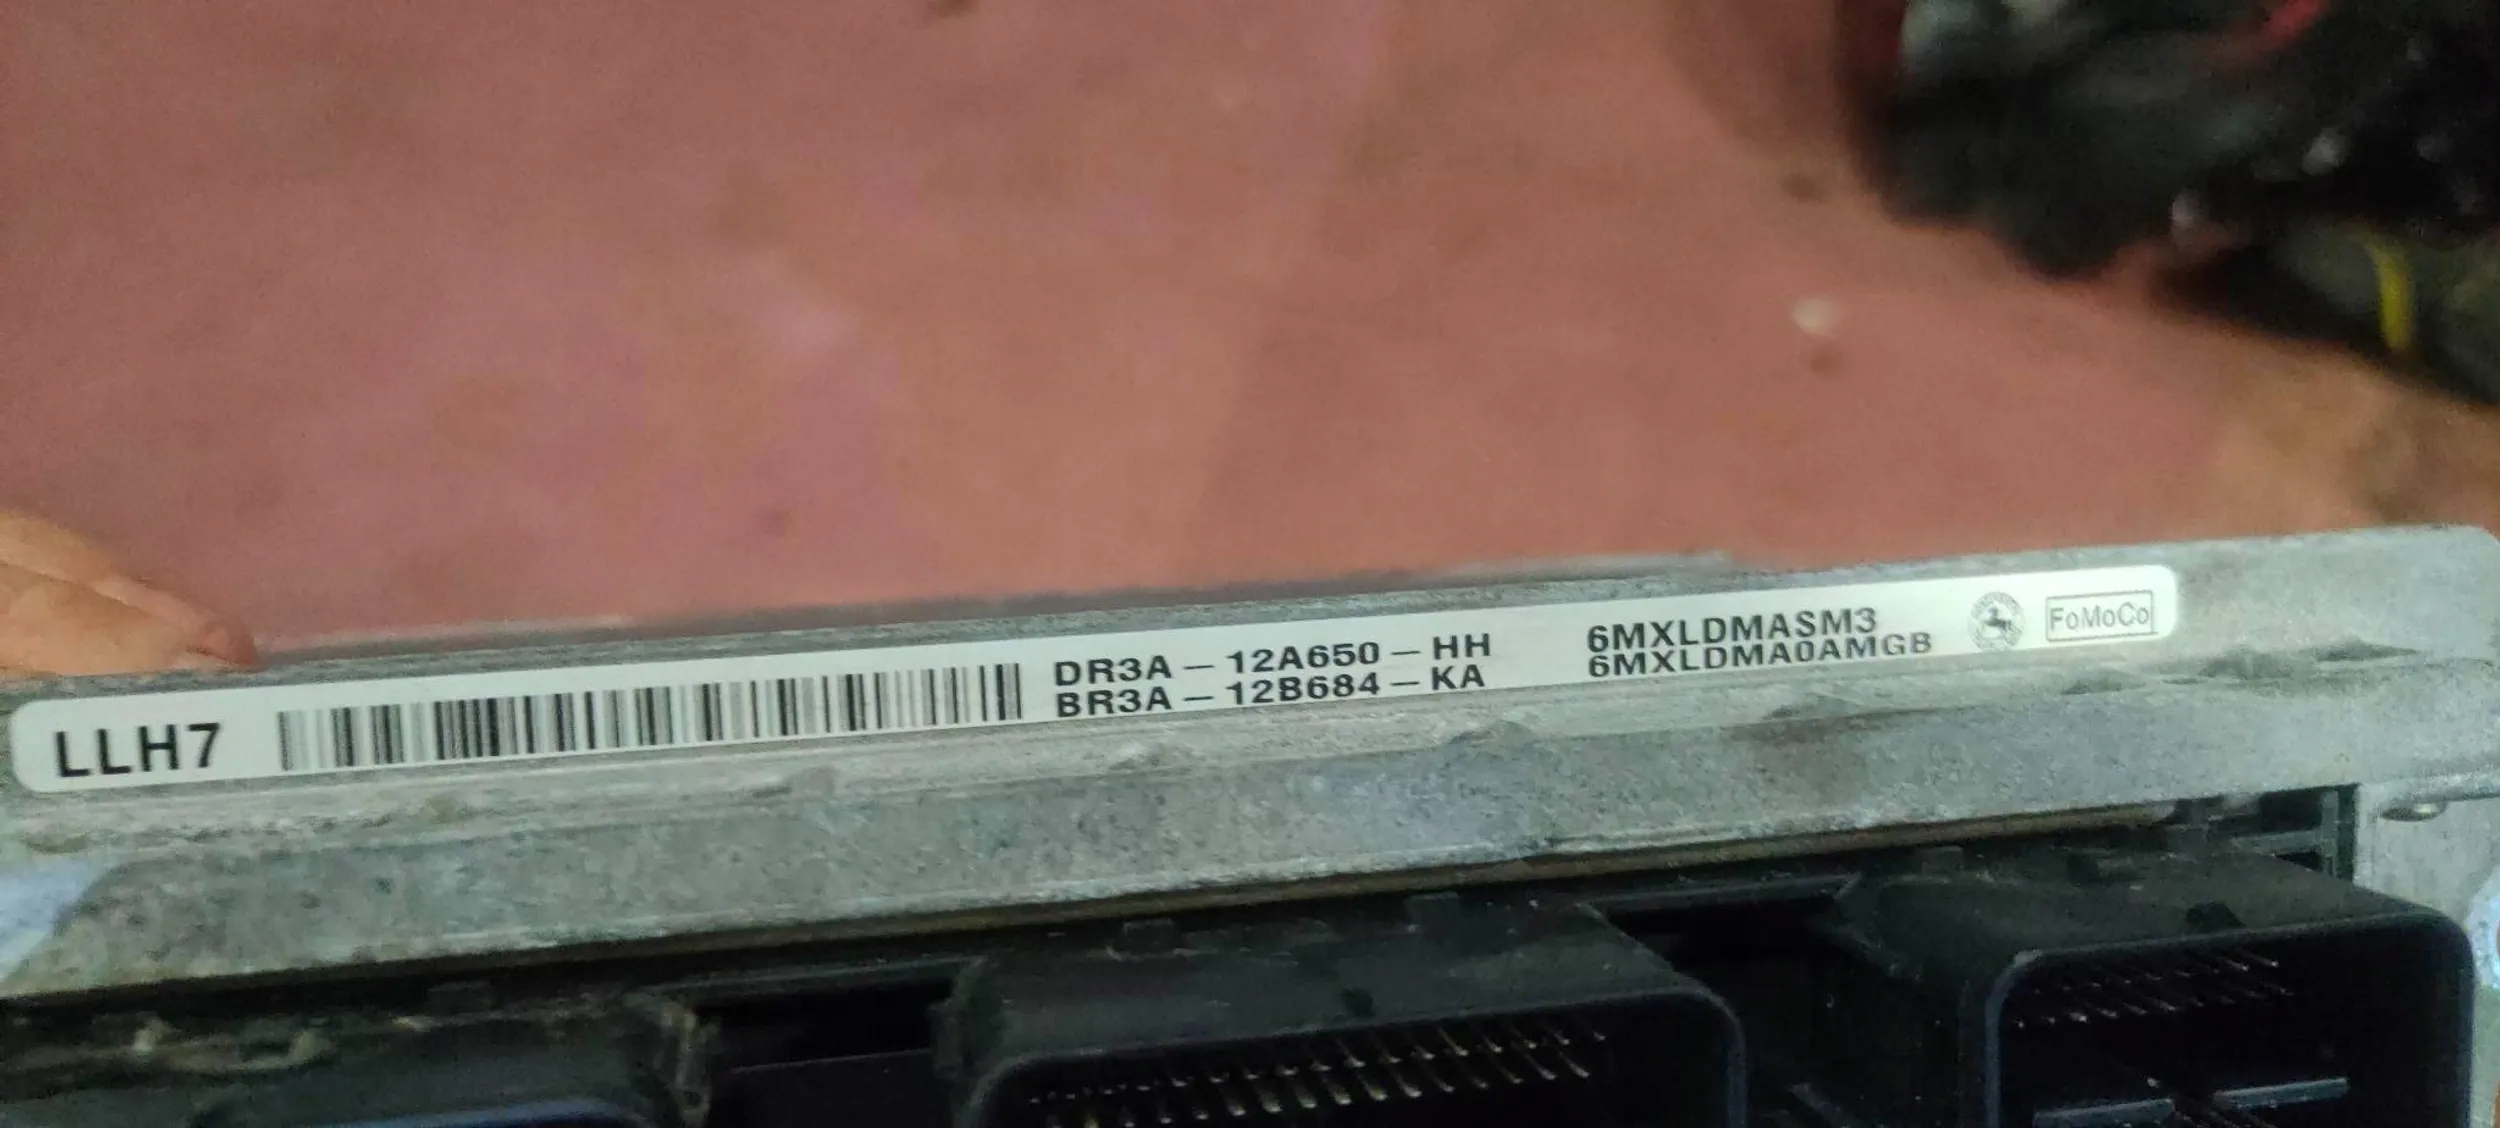 LLH7
DR3A-12A650-HH
BR3A-12B684-KA
6MXLDMASM3
6MXLDMA0AMGB
FoMoCo